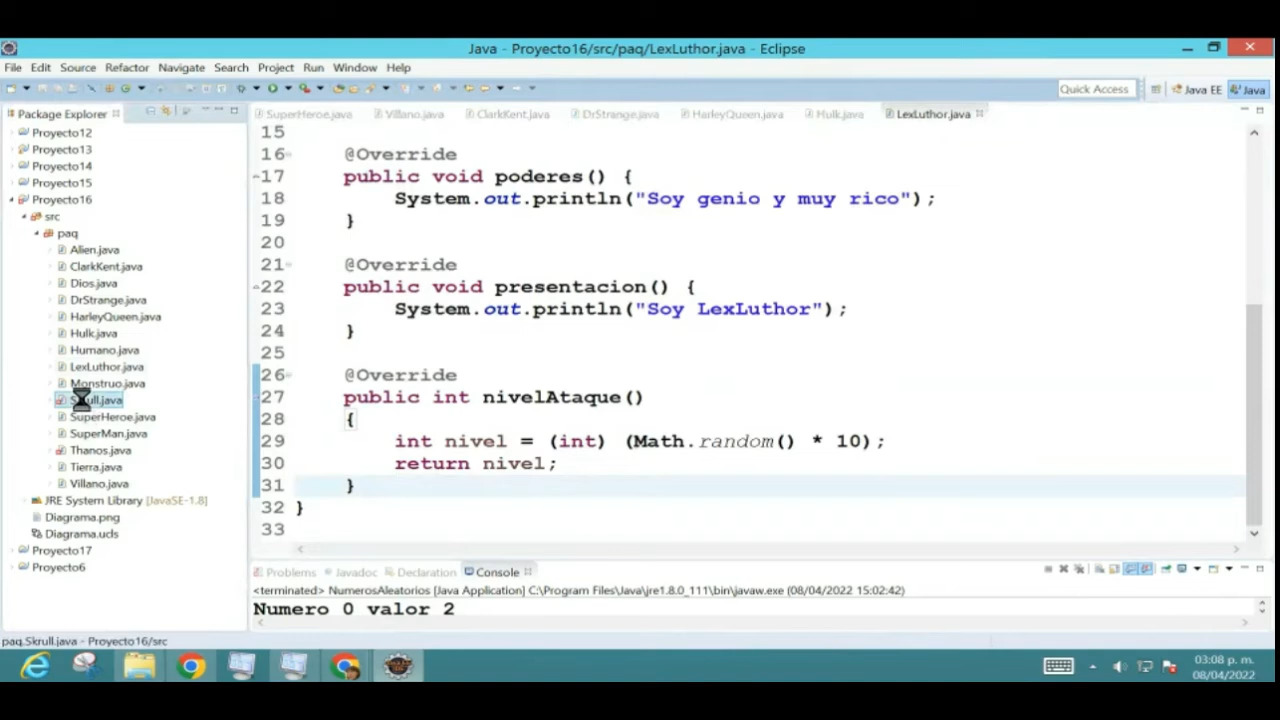 Java - Proyecto16/src/paq/LexLuthor.java - Eclipse
File Edit Source Refactor Navigate Search Project Run Window Help
Quick Access Java EE Java
Package Explorer
Proyecto12
Proyecto13
Proyecto14
Proyecto15
Proyecto16
src
paq
Alien.java
ClarkKent.java
Dios.java
DrStrange.java
HarleyQueen.java
Hulk.java
Humano.java
LexLuthor.java
Monstruo.java
Skrull.java
SuperHeroe.java
SuperMan.java
Thanos.java
Tierra.java
Villano.java
JRE System Library [JavaSE-1.8]
Diagrama.png
Diagrama.ucls
Proyecto17
Proyecto6
SuperHeroe.java Villano.java ClarkKent.java DrStrange.java HarleyQueen.java Hulk.java LexLuthor.java
15
16 @Override
17 public void poderes() {
18 System.out.println("Soy genio y muy rico");
19 }
20
21 @Override
22 public void presentacion() {
23 System.out.println("Soy LexLuthor");
24 }
25
26 @Override
27 public int nivelAtaque()
28 {
29 int nivel = (int) (Math.random() * 10);
30 return nivel;
31 }
32 }
33
Problems Javadoc Declaration Console
<terminated> NumerosAleatorios [Java Application] C:\Program Files\Java\jre1.8.0_111\bin\javaw.exe (08/04/2022 15:02:42)
Numero 0 valor 2
paq.Skrull.java - Proyecto16/src
03:08 p. m.
08/04/2022